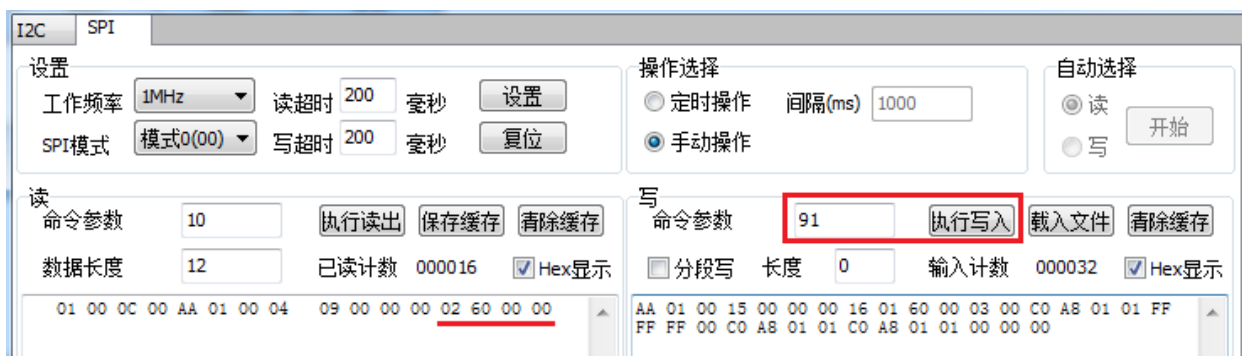 I2C SPI
设置
工作频率 1MHz 读超时 200 毫秒 设置
SPI模式 模式0(00) 写超时 200 毫秒 复位
操作选择
定时操作 间隔(ms) 1000
手动操作
自动选择
读
写
开始
读
命令参数 10 执行读出 保存缓存 清除缓存
数据长度 12 已读计数 000016 Hex显示
01 00 0C 00 AA 01 00 04 09 00 00 00 02 60 00 00
写
命令参数 91 执行写入 载入文件 清除缓存
分段写 长度 0 输入计数 000032 Hex显示
AA 01 00 15 00 00 00 16 01 60 00 03 00 C0 A8 01 01 FF
FF FF 00 C0 A8 01 01 C0 A8 01 01 00 00 00